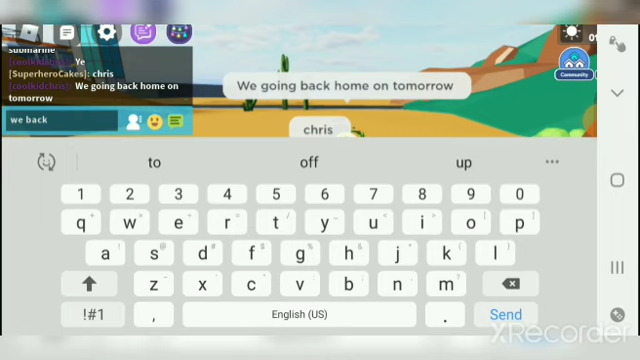 submarine
[coolkidchris]: Ye
[SuperheroCakes]: chris
[coolkidchris]: We going back home on
tomorrow
we back
We going back home on tomorrow
chris
01
Community
to off up
1 2 3 4 5 6 7 8 9 0
q w e r t y u i o p
a s d f g h j k l
z x c v b n m
!#1 , English (US) . Send
XRecorder